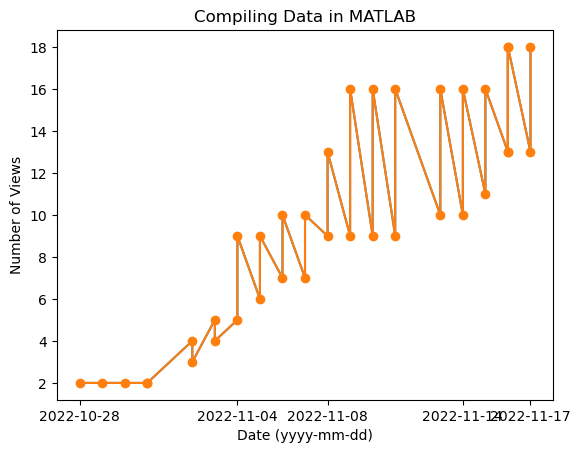 Compiling Data in MATLAB
Number of Views
18
16
14
12
10
8
6
4
2
2022-10-28 2022-11-04 2022-11-08 2022-11-14 2022-11-17
Date (yyyy-mm-dd)